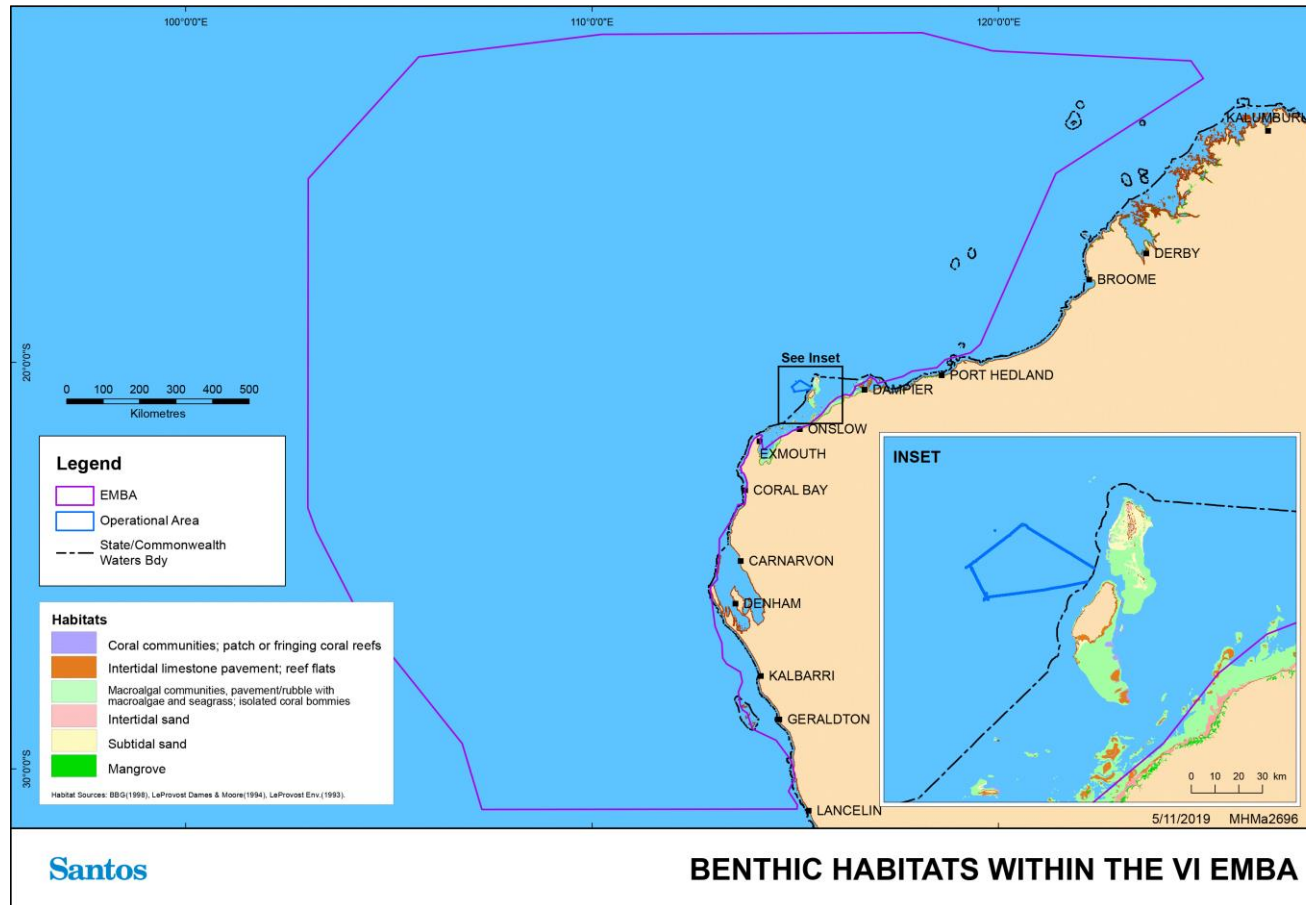 100°0'0"E
110°0'0"E
120°0'0"E
KALUMBURU
DERBY
BROOME
20°0'0"S
See Inset
PORT HEDLAND
DAMPIER
0 100 200 300 400 500
Kilometres
ONSLOW
EXMOUTH
CORAL BAY
CARNARVON
DENHAM
KALBARRI
GERALDTON
30°0'0"S
LANCELIN
Legend
EMBA
Operational Area
State/Commonwealth
Waters Bdy
Habitats
Coral communities; patch or fringing coral reefs
Intertidal limestone pavement; reef flats
Macroalgal communities, pavement/rubble with
macroalgae and seagrass; isolated coral bommies
Intertidal sand
Subtidal sand
Mangrove
Habitat Sources: BBG(1998), LeProvost Dames & Moore(1994), LeProvost Env.(1993).
INSET
0 10 20 30 km
5/11/2019 MHMa2696
Santos
BENTHIC HABITATS WITHIN THE VI EMBA